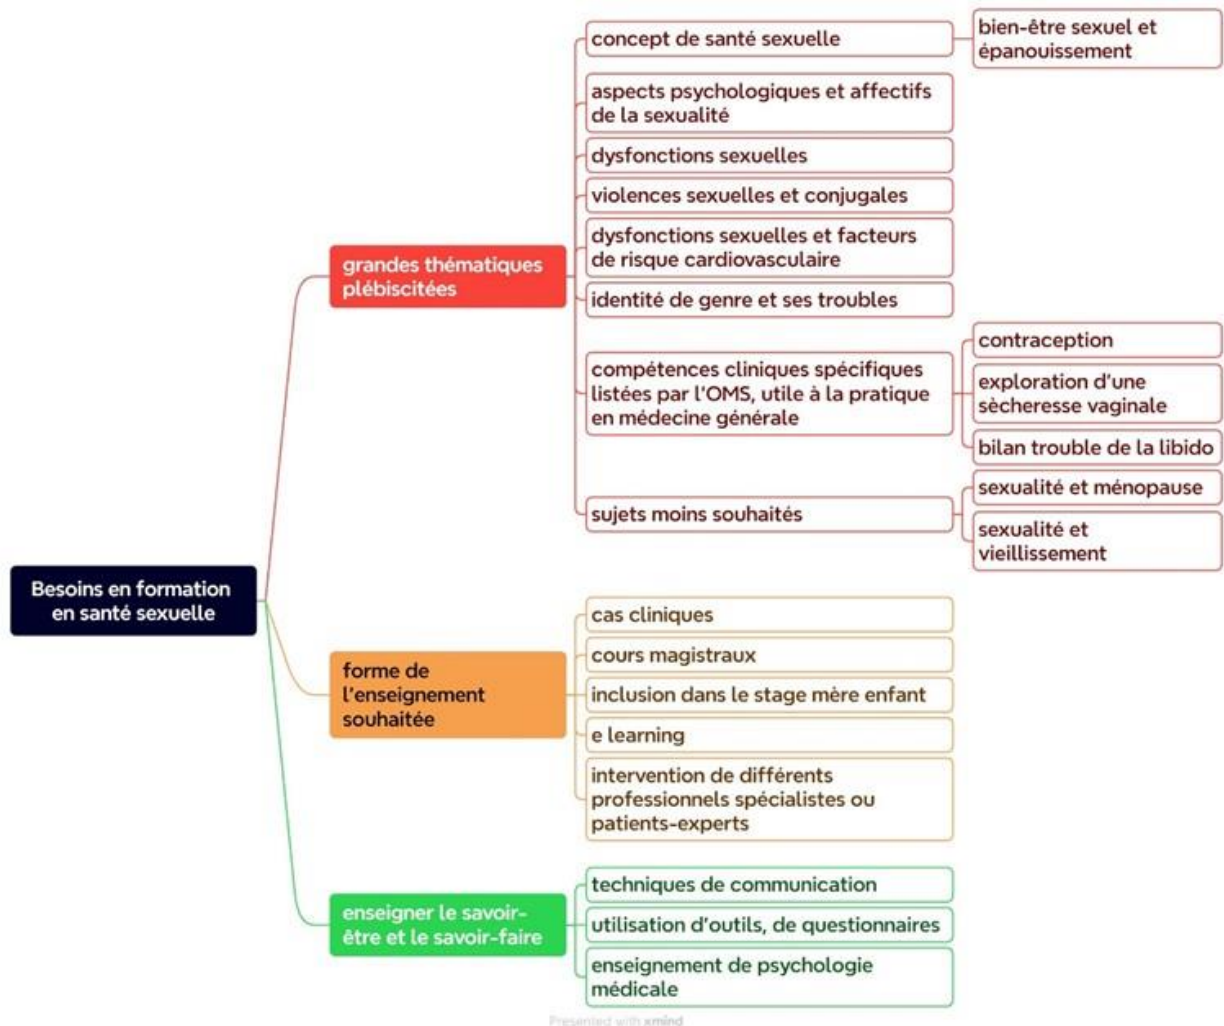 Besoins en formation
en santé sexuelle
grandes thématiques
plébiscitées
concept de santé sexuelle
bien-être sexuel et
épanouissement
aspects psychologiques et affectifs
de la sexualité
dysfonctions sexuelles
violences sexuelles et conjugales
dysfonctions sexuelles et facteurs
de risque cardiovasculaire
identité de genre et ses troubles
compétences cliniques spécifiques
listées par l'OMS, utile à la pratique
en médecine générale
contraception
exploration d'une
sècheresse vaginale
bilan trouble de la libido
sujets moins souhaités
sexualité et ménopause
sexualité et
vieillissement
forme de
l'enseignement
souhaitée
cas cliniques
cours magistraux
inclusion dans le stage mère enfant
e learning
intervention de différents
professionnels spécialistes ou
patients-experts
enseigner le savoir-
être et le savoir-faire
techniques de communication
utilisation d'outils, de questionnaires
enseignement de psychologie
médicale
Presented with xmind